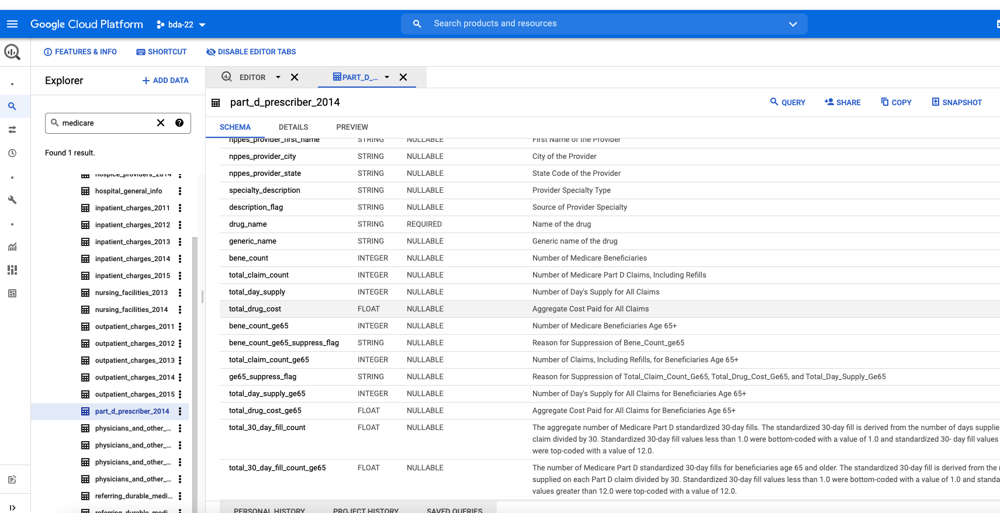 Google Cloud Platform
bda-22
Search products and resources
FEATURES & INFO
SHORTCUT
DISABLE EDITOR TABS
Explorer
ADD DATA
medicare
Found 1 result.
hospice_providers_2014
hospital_general_info
inpatient_charges_2011
inpatient_charges_2012
inpatient_charges_2013
inpatient_charges_2014
inpatient_charges_2015
nursing_facilities_2013
nursing_facilities_2014
outpatient_charges_2011
outpatient_charges_2012
outpatient_charges_2013
outpatient_charges_2014
outpatient_charges_2015
part_d_prescriber_2014
physicians_and_other_...
physicians_and_other_...
physicians_and_other_...
physicians_and_other_...
referring_durable_medi...
referring_durable_medi...
EDITOR
PART_D_...
part_d_prescriber_2014
QUERY
SHARE
COPY
SNAPSHOT
SCHEMA
DETAILS
PREVIEW
nppes_provider_first_name STRING NULLABLE First Name of the Provider
nppes_provider_city STRING NULLABLE City of the Provider
nppes_provider_state STRING NULLABLE State Code of the Provider
specialty_description STRING NULLABLE Provider Specialty Type
description_flag STRING NULLABLE Source of Provider Specialty
drug_name STRING REQUIRED Name of the drug
generic_name STRING NULLABLE Generic name of the drug
bene_count INTEGER NULLABLE Number of Medicare Beneficiaries
total_claim_count INTEGER NULLABLE Number of Medicare Part D Claims, Including Refills
total_day_supply INTEGER NULLABLE Number of Day's Supply for All Claims
total_drug_cost FLOAT NULLABLE Aggregate Cost Paid for All Claims
bene_count_ge65 INTEGER NULLABLE Number of Medicare Beneficiaries Age 65+
bene_count_ge65_suppress_flag STRING NULLABLE Reason for Suppression of Bene_Count_ge65
total_claim_count_ge65 INTEGER NULLABLE Number of Claims, Including Refills, for Beneficiaries Age 65+
ge65_suppress_flag STRING NULLABLE Reason for Suppression of Total_Claim_Count_Ge65, Total_Drug_Cost_Ge65, and Total_Day_Supply_Ge65
total_day_supply_ge65 INTEGER NULLABLE Number of Day's Supply for All Claims for Beneficiaries Age 65+
total_drug_cost_ge65 FLOAT NULLABLE Aggregate Cost Paid for All Claims for Beneficiaries Age 65+
total_30_day_fill_count FLOAT NULLABLE The aggregate number of Medicare Part D standardized 30-day fills. The standardized 30-day fill is derived from the number of days supplie
claim divided by 30. Standardized 30-day fill values less than 1.0 were bottom-coded with a value of 1.0 and standardized 30- day fill values
were top-coded with a value of 12.0.
total_30_day_fill_count_ge65 FLOAT NULLABLE The number of Medicare Part D standardized 30-day fills for beneficiaries age 65 and older. The standardized 30-day fill is derived from the
supplied on each Part D claim divided by 30. Standardized 30-day fill values less than 1.0 were bottom-coded with a value of 1.0 and standa
values greater than 12.0 were top-coded with a value of 12.0.
PERSONAL HISTORY
PROJECT HISTORY
SAVED QUERIES